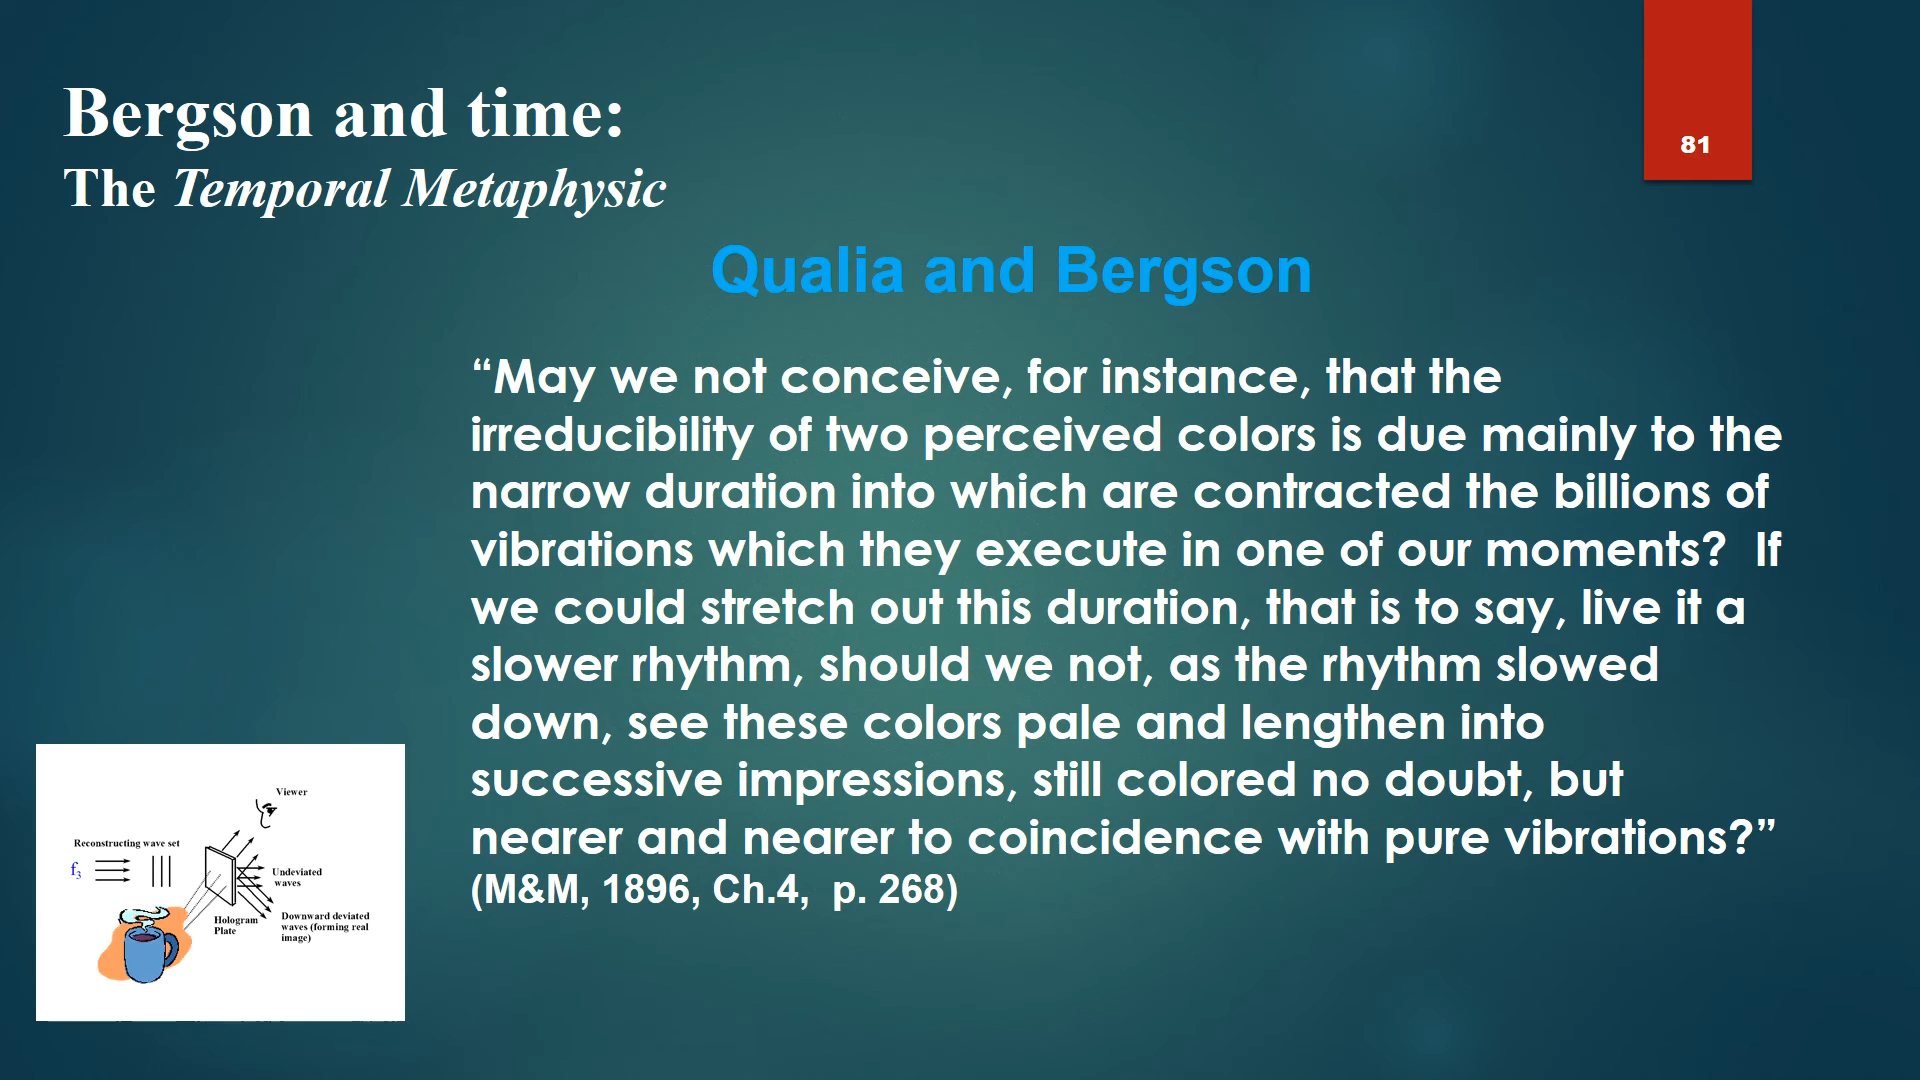 Bergson and time:
The Temporal Metaphysic
81
Qualia and Bergson
“May we not conceive, for instance, that the
irreducibility of two perceived colors is due mainly to the
narrow duration into which are contracted the billions of
vibrations which they execute in one of our moments?  If
we could stretch out this duration, that is to say, live it a
slower rhythm, should we not, as the rhythm slowed
down, see these colors pale and lengthen into
successive impressions, still colored no doubt, but
nearer and nearer to coincidence with pure vibrations?”
(M&M, 1896, Ch.4,  p. 268)
Viewer
Reconstructing wave set
f3
Undeviated
waves
Hologram
Plate
Downward deviated
waves (forming real
image)